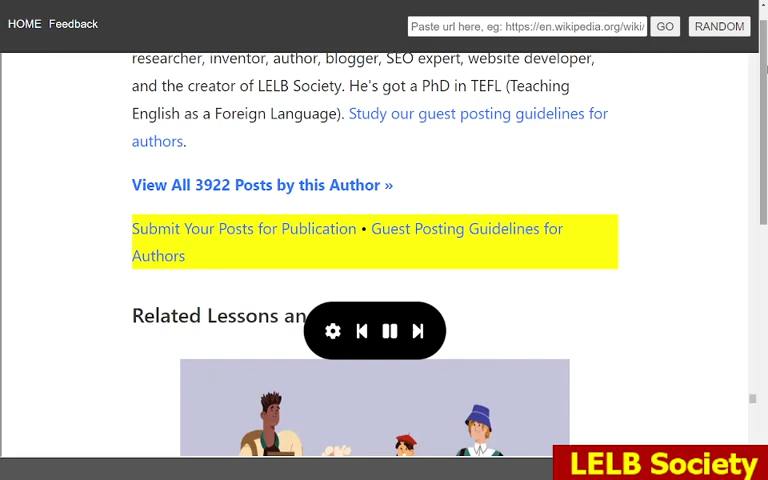 HOME Feedback
Paste url here, eg: https://en.wikipedia.org/wiki/
GO
RANDOM
researcher, inventor, author, blogger, SEO expert, website developer,
and the creator of LELB Society. He's got a PhD in TEFL (Teaching
English as a Foreign Language). Study our guest posting guidelines for
authors.
View All 3922 Posts by this Author »
Submit Your Posts for Publication • Guest Posting Guidelines for
Authors
Related Lessons an
LELB Society